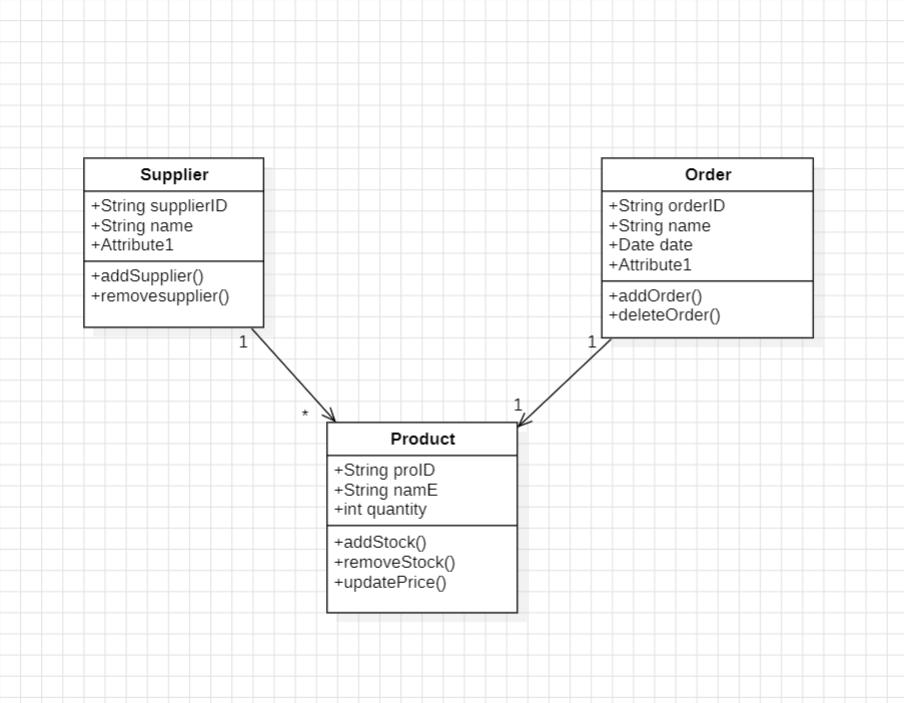 Supplier
+String supplierID
+String name
+Attribute1
+addSupplier()
+removesupplier()
Order
+String orderID
+String name
+Date date
+Attribute1
+addOrder()
+deleteOrder()
1
*
1
1
Product
+String proID
+String namE
+int quantity
+addStock()
+removeStock()
+updatePrice()